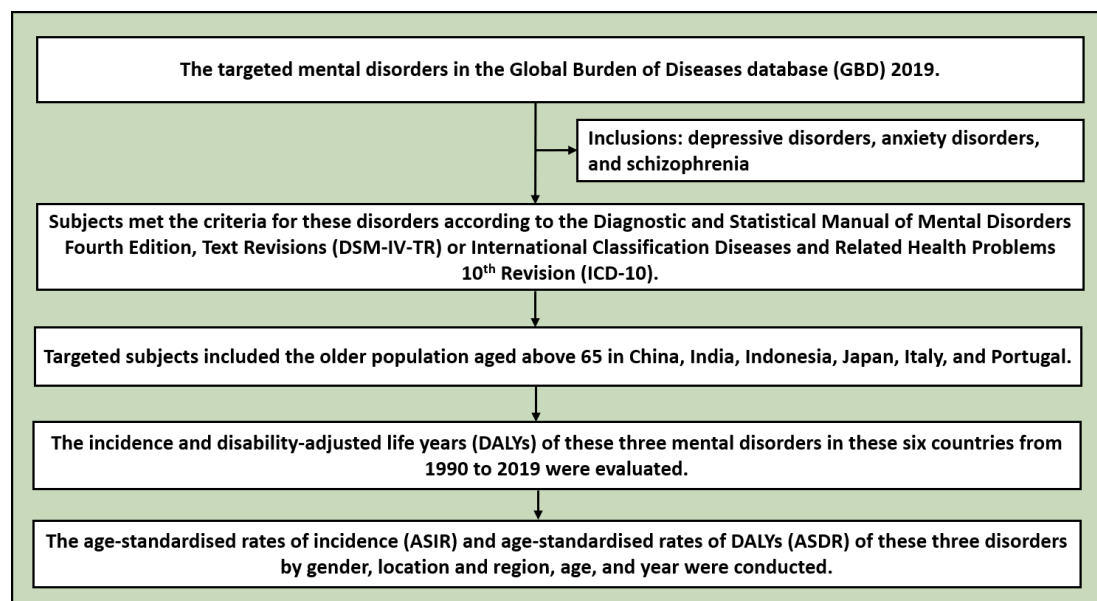 The targeted mental disorders in the Global Burden of Diseases database (GBD) 2019.
Inclusions: depressive disorders, anxiety disorders,
and schizophrenia
Subjects met the criteria for these disorders according to the Diagnostic and Statistical Manual of Mental Disorders
Fourth Edition, Text Revisions (DSM-IV-TR) or International Classification Diseases and Related Health Problems
10th Revision (ICD-10).
Targeted subjects included the older population aged above 65 in China, India, Indonesia, Japan, Italy, and Portugal.
The incidence and disability-adjusted life years (DALYs) of these three mental disorders in these six countries from
1990 to 2019 were evaluated.
The age-standardised rates of incidence (ASIR) and age-standardised rates of DALYs (ASDR) of these three disorders
by gender, location and region, age, and year were conducted.